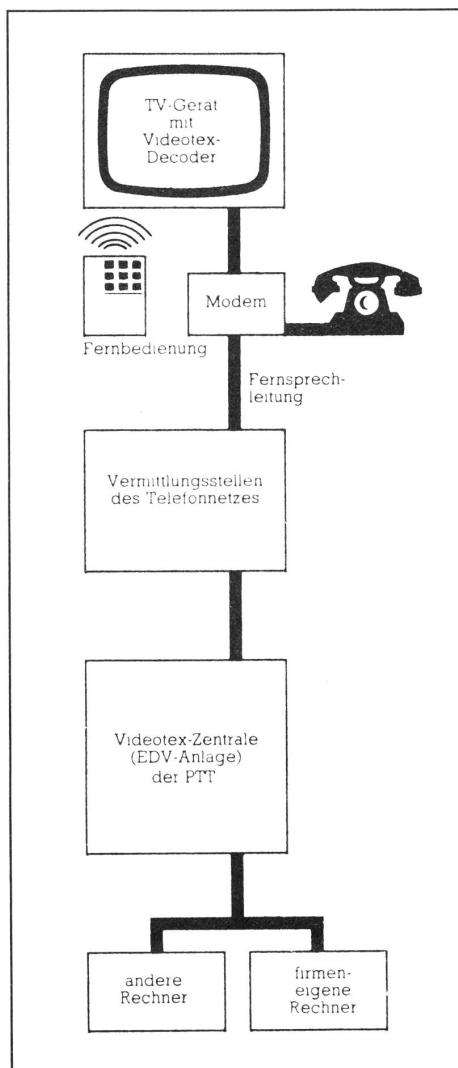 TV-Gerät
mit
Videotex-
Decoder
Modem
Fernbedienung
Fernsprech-
leitung
Vermittlungsstellen
des Telefonnetzes
Videotex-Zentrale
(EDV-Anlage)
der PTT
andere
Rechner
firmen-
eigene
Rechner